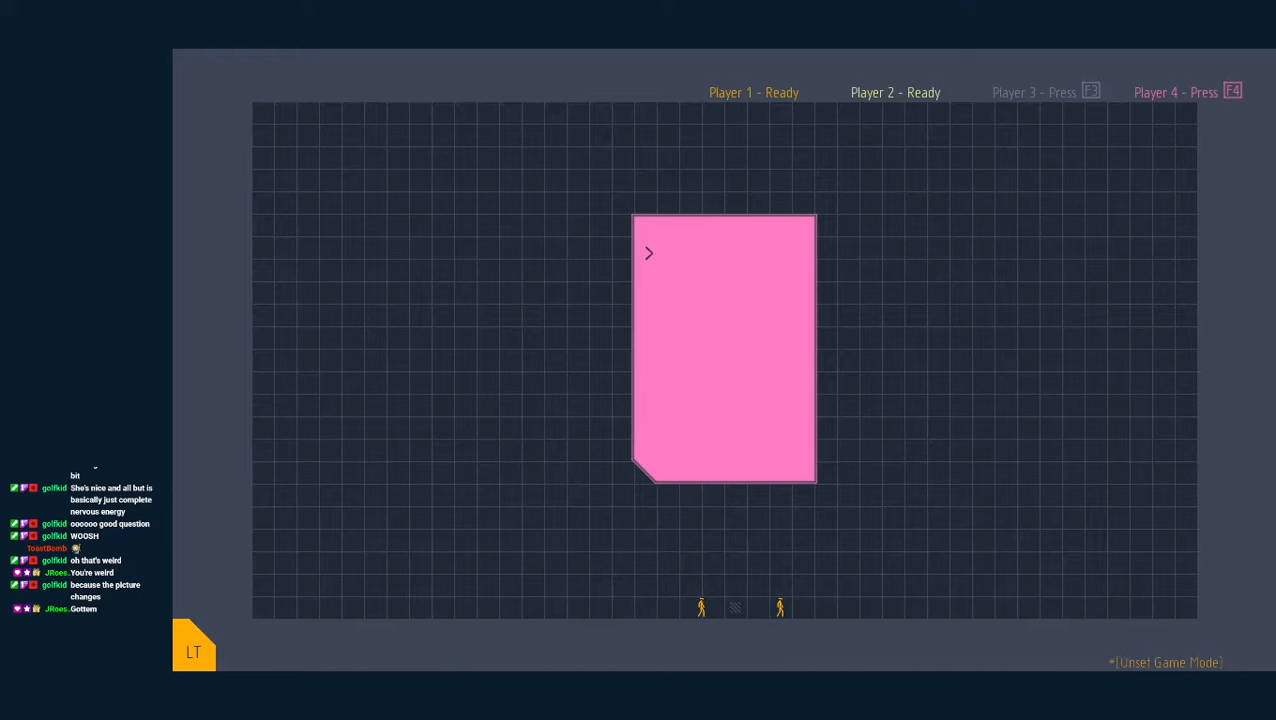 Player 1 - Ready
Player 2 - Ready
Player 3 - Press F3
Player 4 - Press F4
>
bit
golfkid She's nice and all but is
basically just complete
nervous energy
golfkid oooooo good question
golfkid WOOSH
ToastBomb
golfkid oh that's weird
JRoes.. You're weird
golfkid because the picture
changes
JRoes.. Gottem
LT
*[Unset Game Mode]